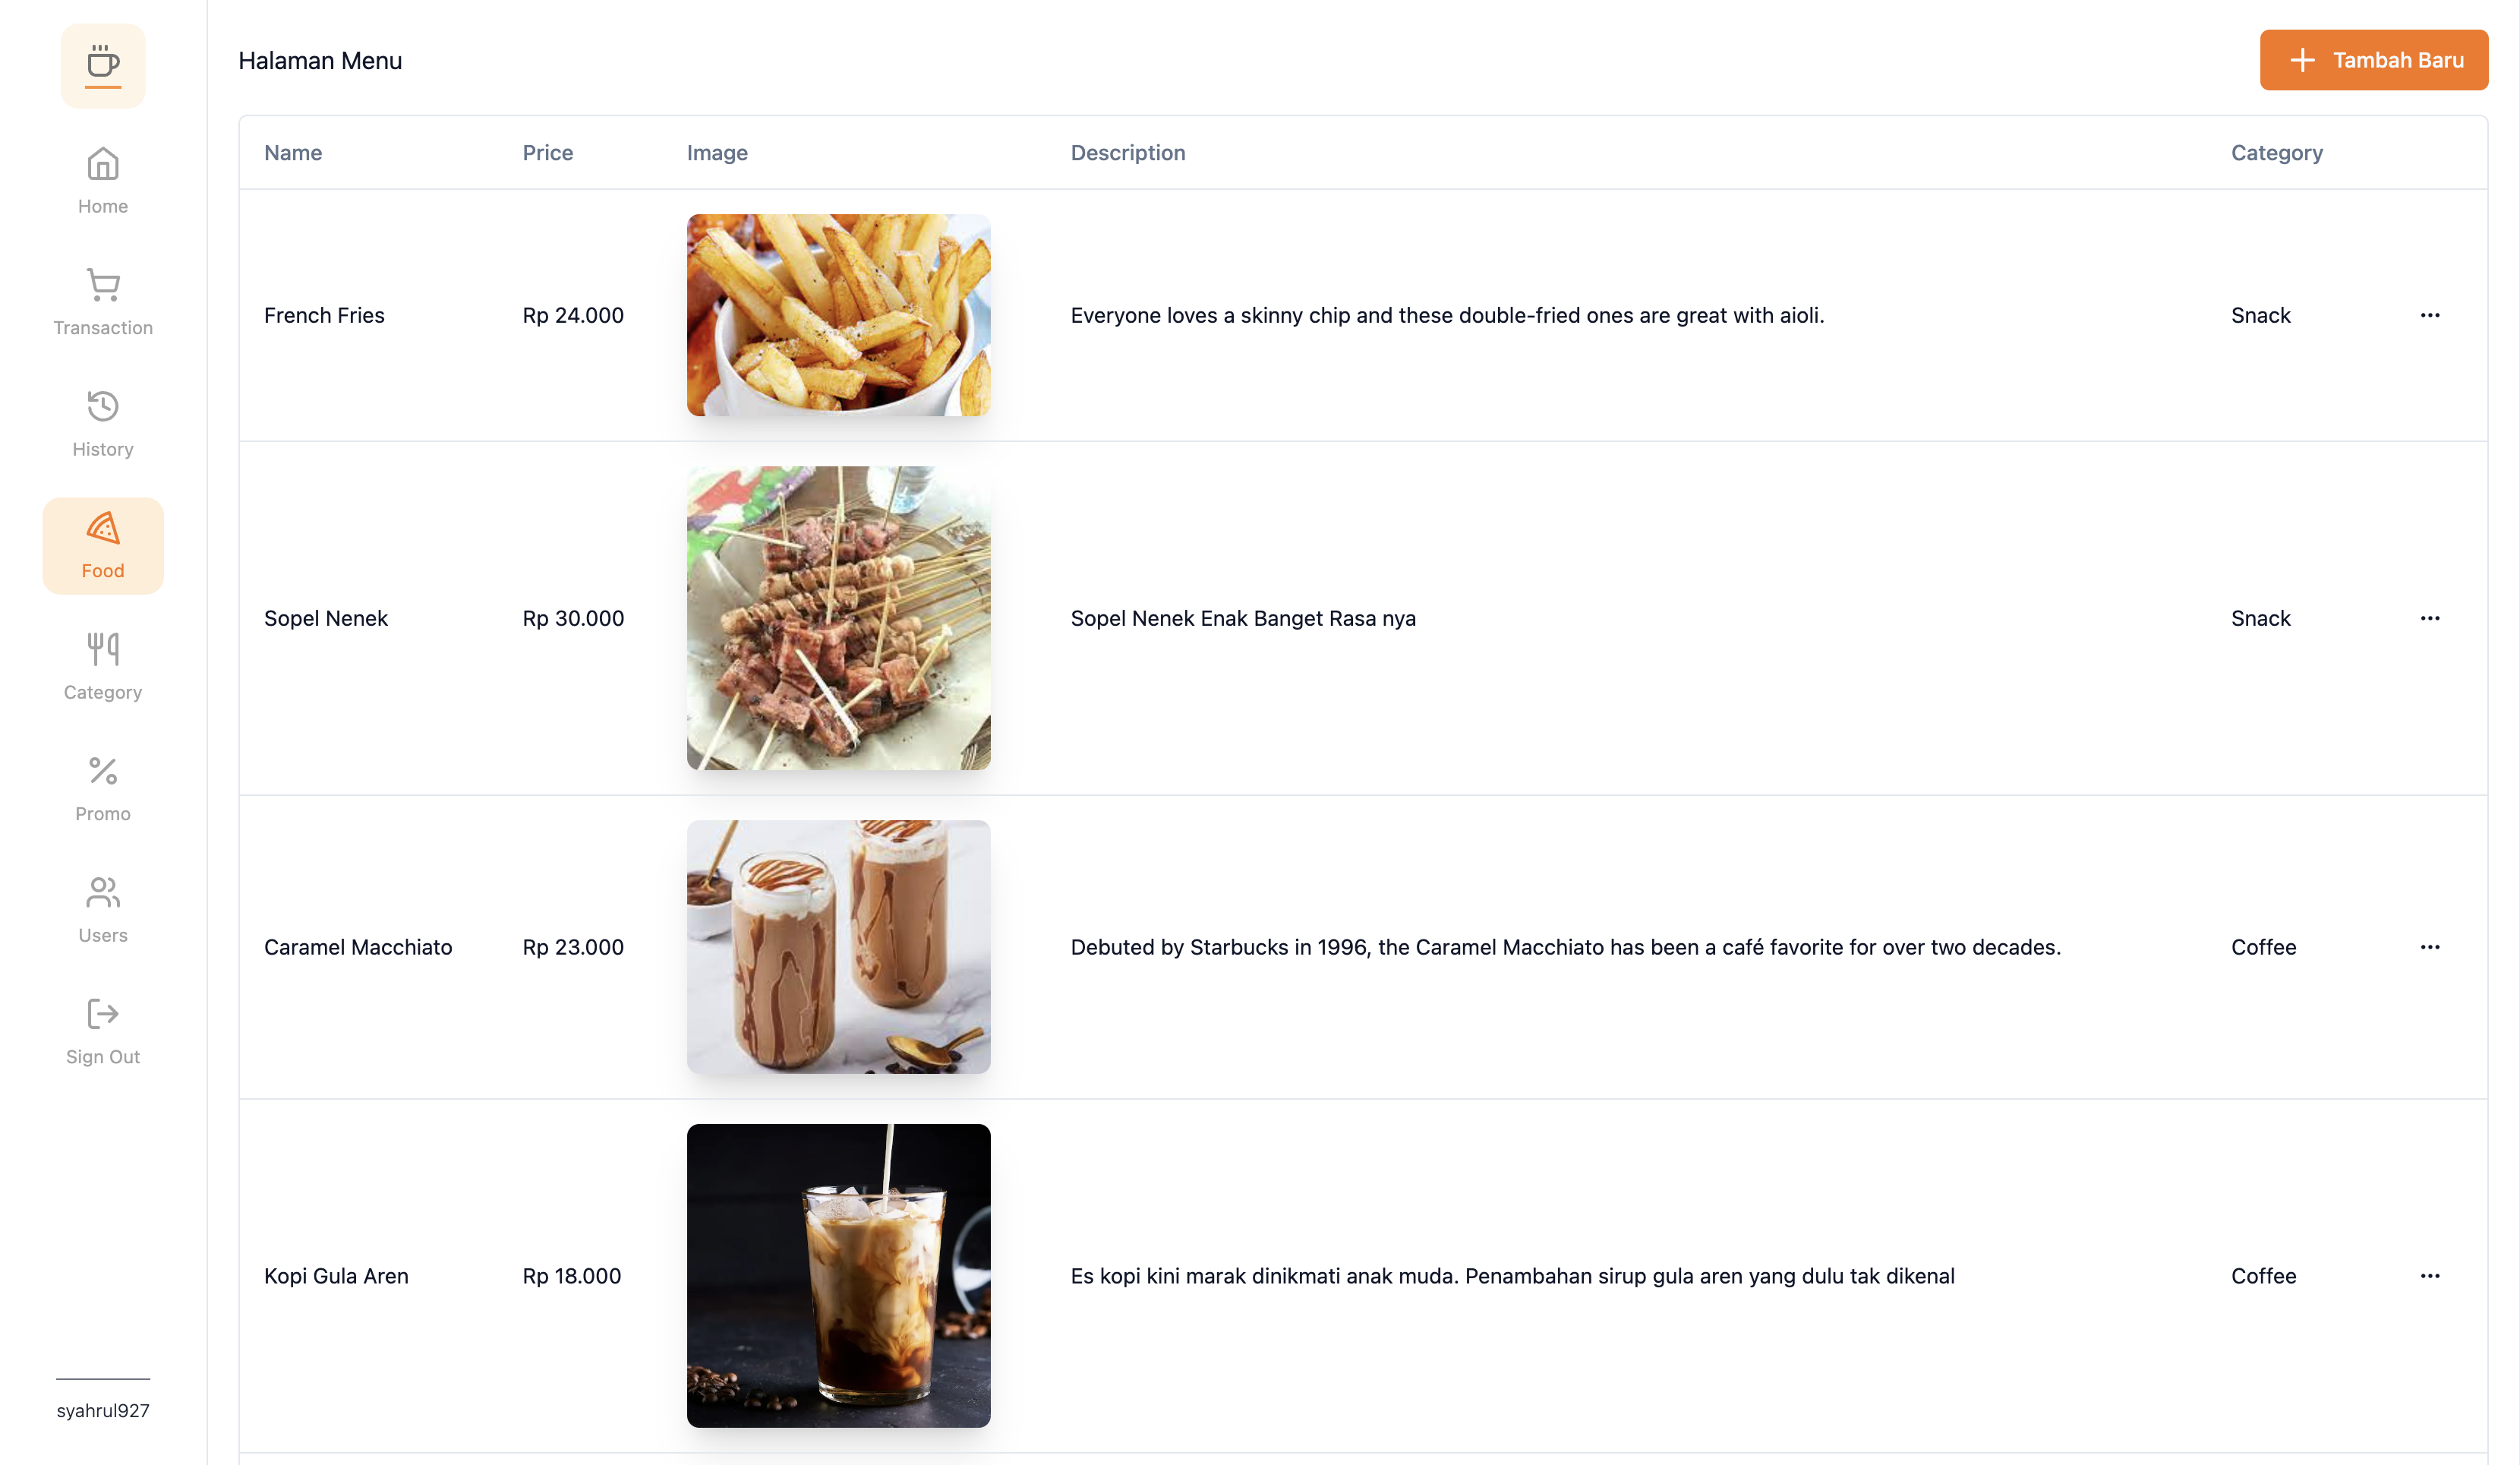 Halaman Menu
Tambah Baru
Name Price Image Description Category
French Fries Rp 24.000 Everyone loves a skinny chip and these double-fried ones are great with aioli. Snack
Sopel Nenek Rp 30.000 Sopel Nenek Enak Banget Rasa nya Snack
Caramel Macchiato Rp 23.000 Debuted by Starbucks in 1996, the Caramel Macchiato has been a café favorite for over two decades. Coffee
Kopi Gula Aren Rp 18.000 Es kopi kini marak dinikmati anak muda. Penambahan sirup gula aren yang dulu tak dikenal Coffee
Home
Transaction
History
Food
Category
Promo
Users
Sign Out
syahrul927